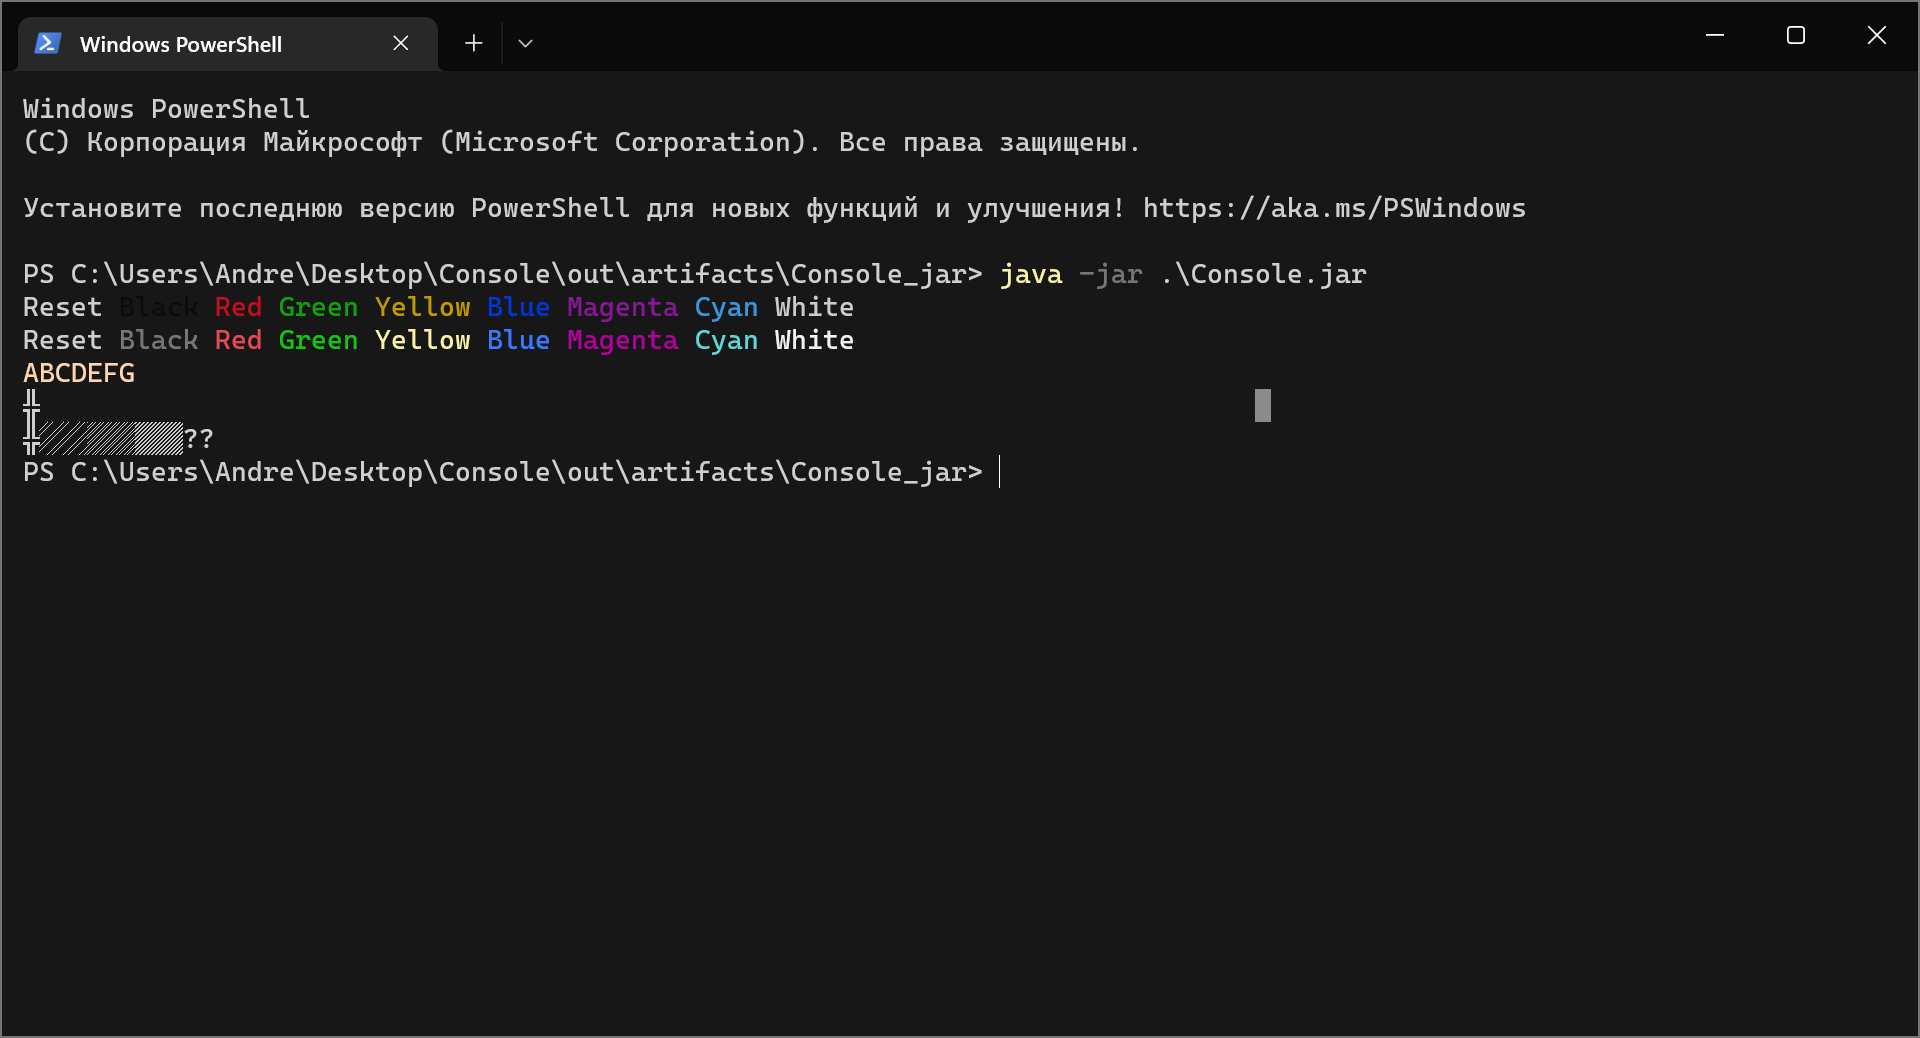 Windows PowerShell
Windows PowerShell
(C) Корпорация Майкрософт (Microsoft Corporation). Все права защищены.
Установите последнюю версию PowerShell для новых функций и улучшения! https://aka.ms/PSWindows
PS C:\Users\Andre\Desktop\Console\out\artifacts\Console_jar> java -jar .\Console.jar
Reset Black Red Green Yellow Blue Magenta Cyan White
Reset Black Red Green Yellow Blue Magenta Cyan White
ABCDEFG
╩
╬░░░▒▒▒▓▓▓??
PS C:\Users\Andre\Desktop\Console\out\artifacts\Console_jar>